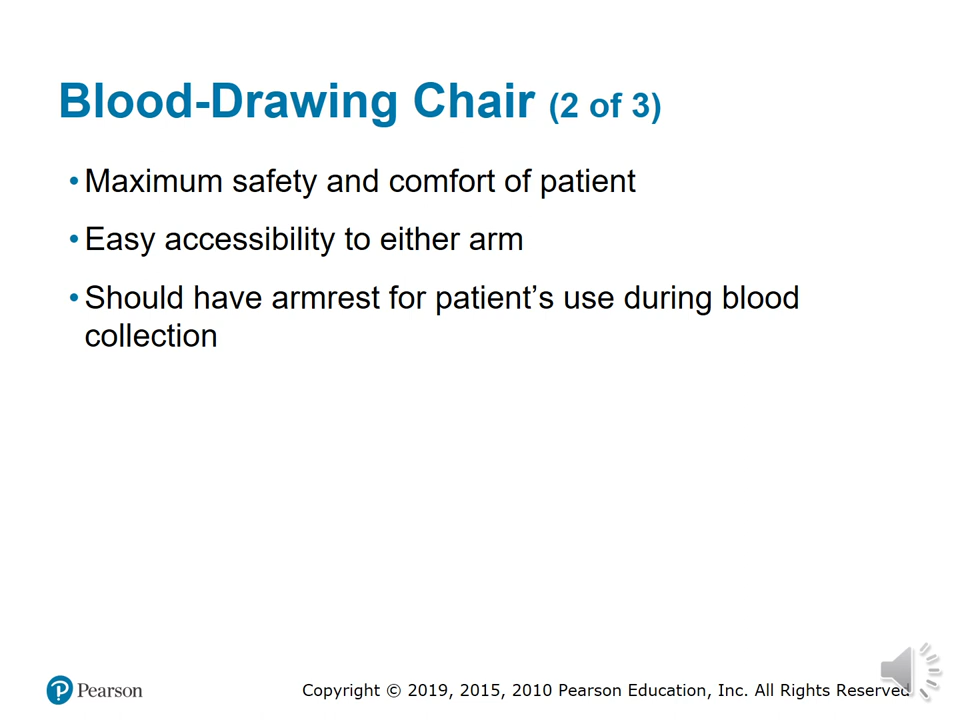 Blood-Drawing Chair (2 of 3)
• Maximum safety and comfort of patient
• Easy accessibility to either arm
• Should have armrest for patient’s use during blood
collection
Pearson
Copyright © 2019, 2015, 2010 Pearson Education, Inc. All Rights Reserved